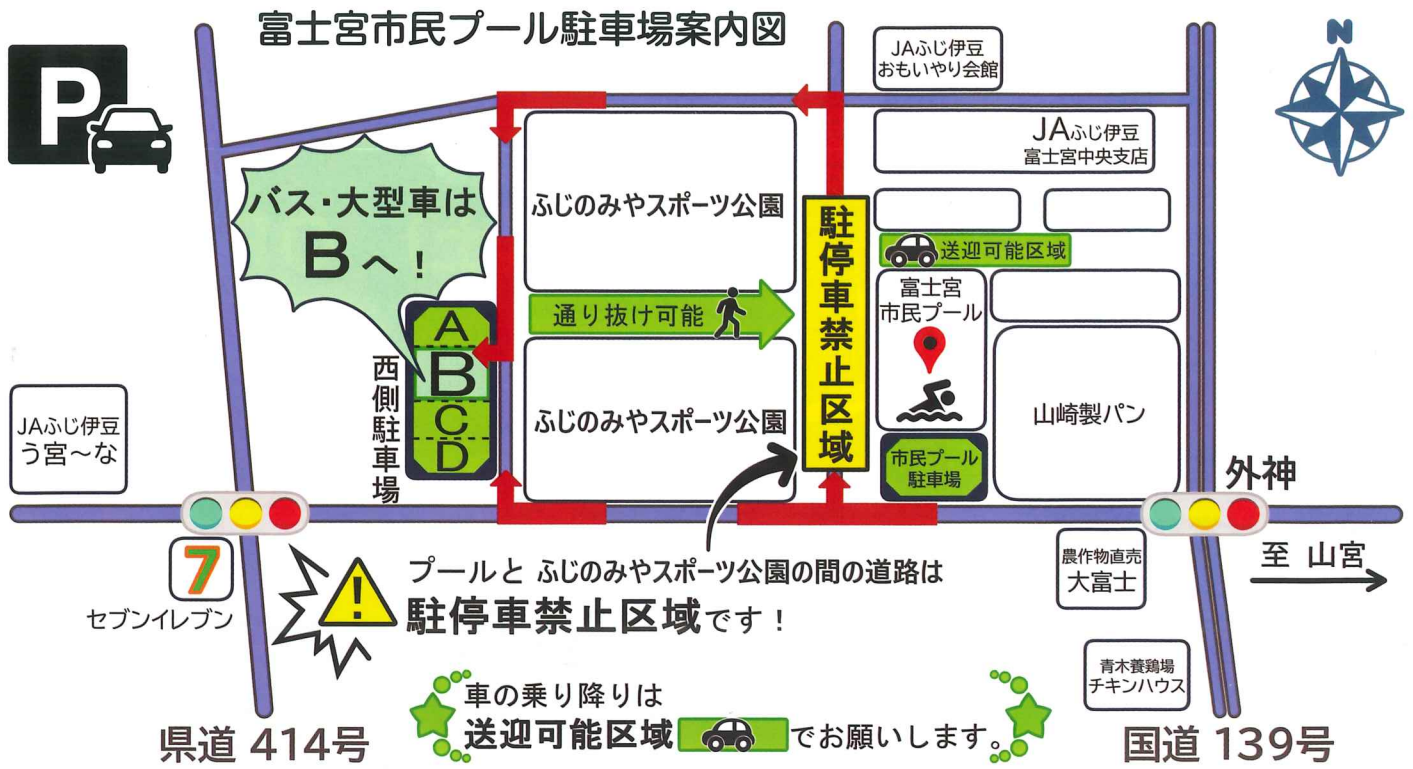 富士宮市民プール駐車場案内図
P
N
JAふじ伊豆
おもいやり会館
JAふじ伊豆
富士宮中央支店
バス・大型車は
Bへ！
ふじのみやスポーツ公園
駐停車禁止区域
送迎可能区域
富士宮
市民プール
通り抜け可能
A
B
C
D
西側駐車場
ふじのみやスポーツ公園
山崎製パン
市民プール
駐車場
JAふじ伊豆
う宮～な
外神
至 山宮
7
セブンイレブン
農作物直売
大富士
!
プールと ふじのみやスポーツ公園の間の道路は
駐停車禁止区域です！
青木養鶏場
チキンハウス
車の乗り降りは
送迎可能区域 でお願いします。
県道 414号
国道 139号